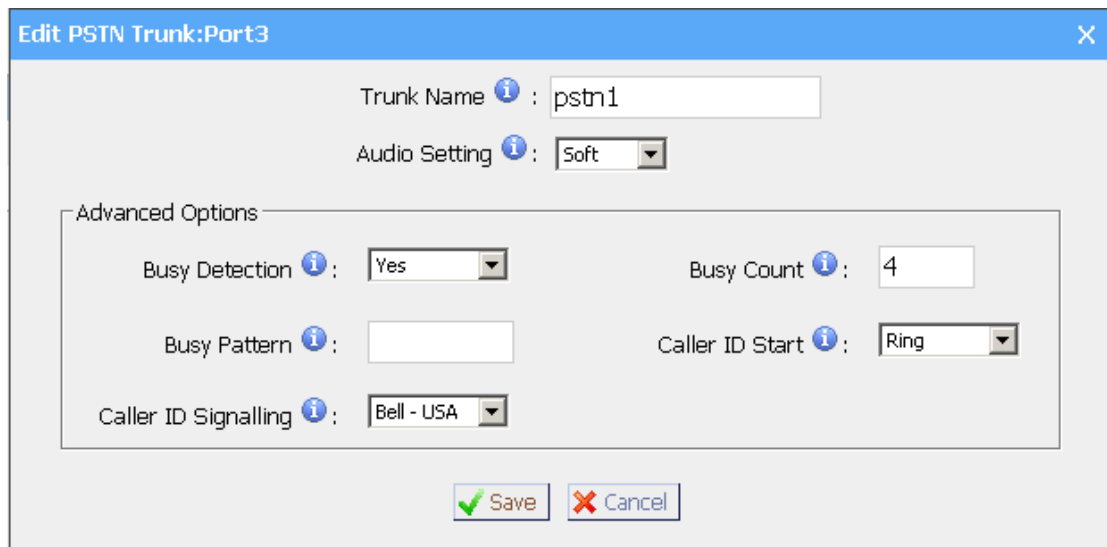 Edit PSTN Trunk:Port3 X
Trunk Name i : pstn1
Audio Setting i : Soft
Advanced Options
Busy Detection i : Yes Busy Count i : 4
Busy Pattern i : Caller ID Start i : Ring
Caller ID Signalling i : Bell - USA
Save Cancel